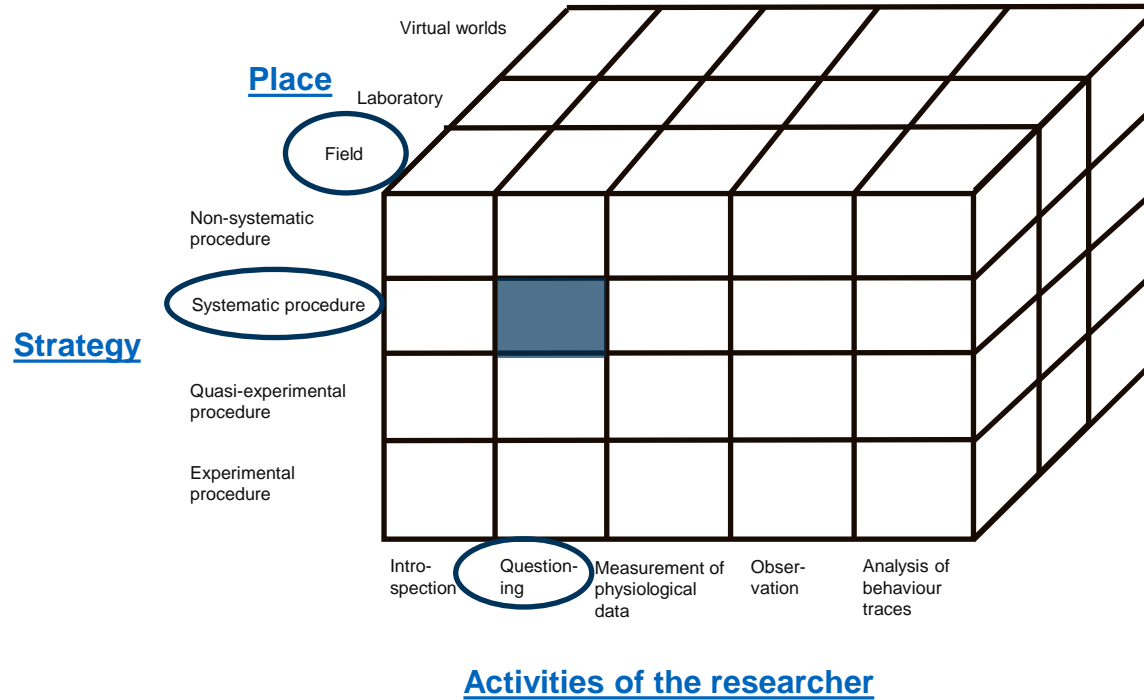 Virtual worlds
Place
Laboratory
Field
Non-systematic
procedure
Systematic procedure
Strategy
Quasi-experimental
procedure
Experimental
procedure
Intro-
spection
Question-
ing
Measurement of
physiological
data
Obser-
vation
Analysis of
behaviour
traces
Activities of the researcher